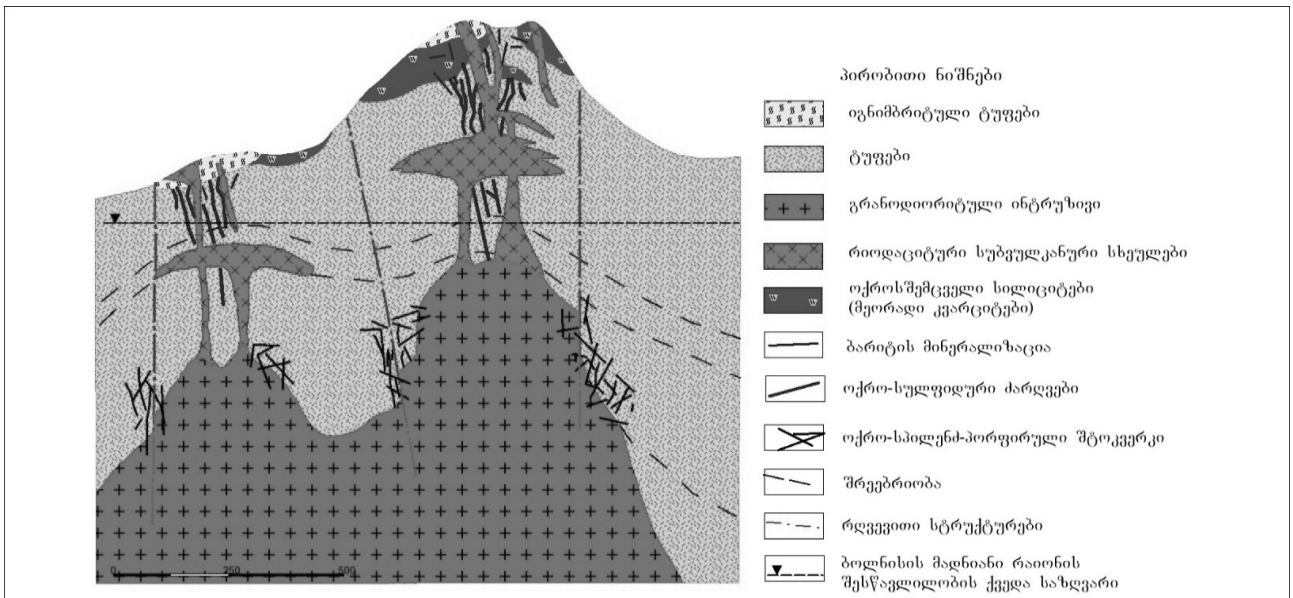 პირობითი ნიშნები
იგნიმბრიტული ტუფები
ტუფები
გრანოდიორიტული ინტრუზივი
რიოდაციტური სუბვულკანური სხეულები
ოქროსშემცველი სილიციტები
(მეორადი კვარციტები)
ბარიტის მინერალიზაცია
ოქრო-სულფიდური ძარღვები
ოქრო-სპილენძ-პორფირული შტოკვერკი
შრეებრიობა
რღვევითი სტრუქტურები
ბოლნისის მადნიანი რაიონის
შესწავლილობის ქვედა საზღვარი
0 250 500